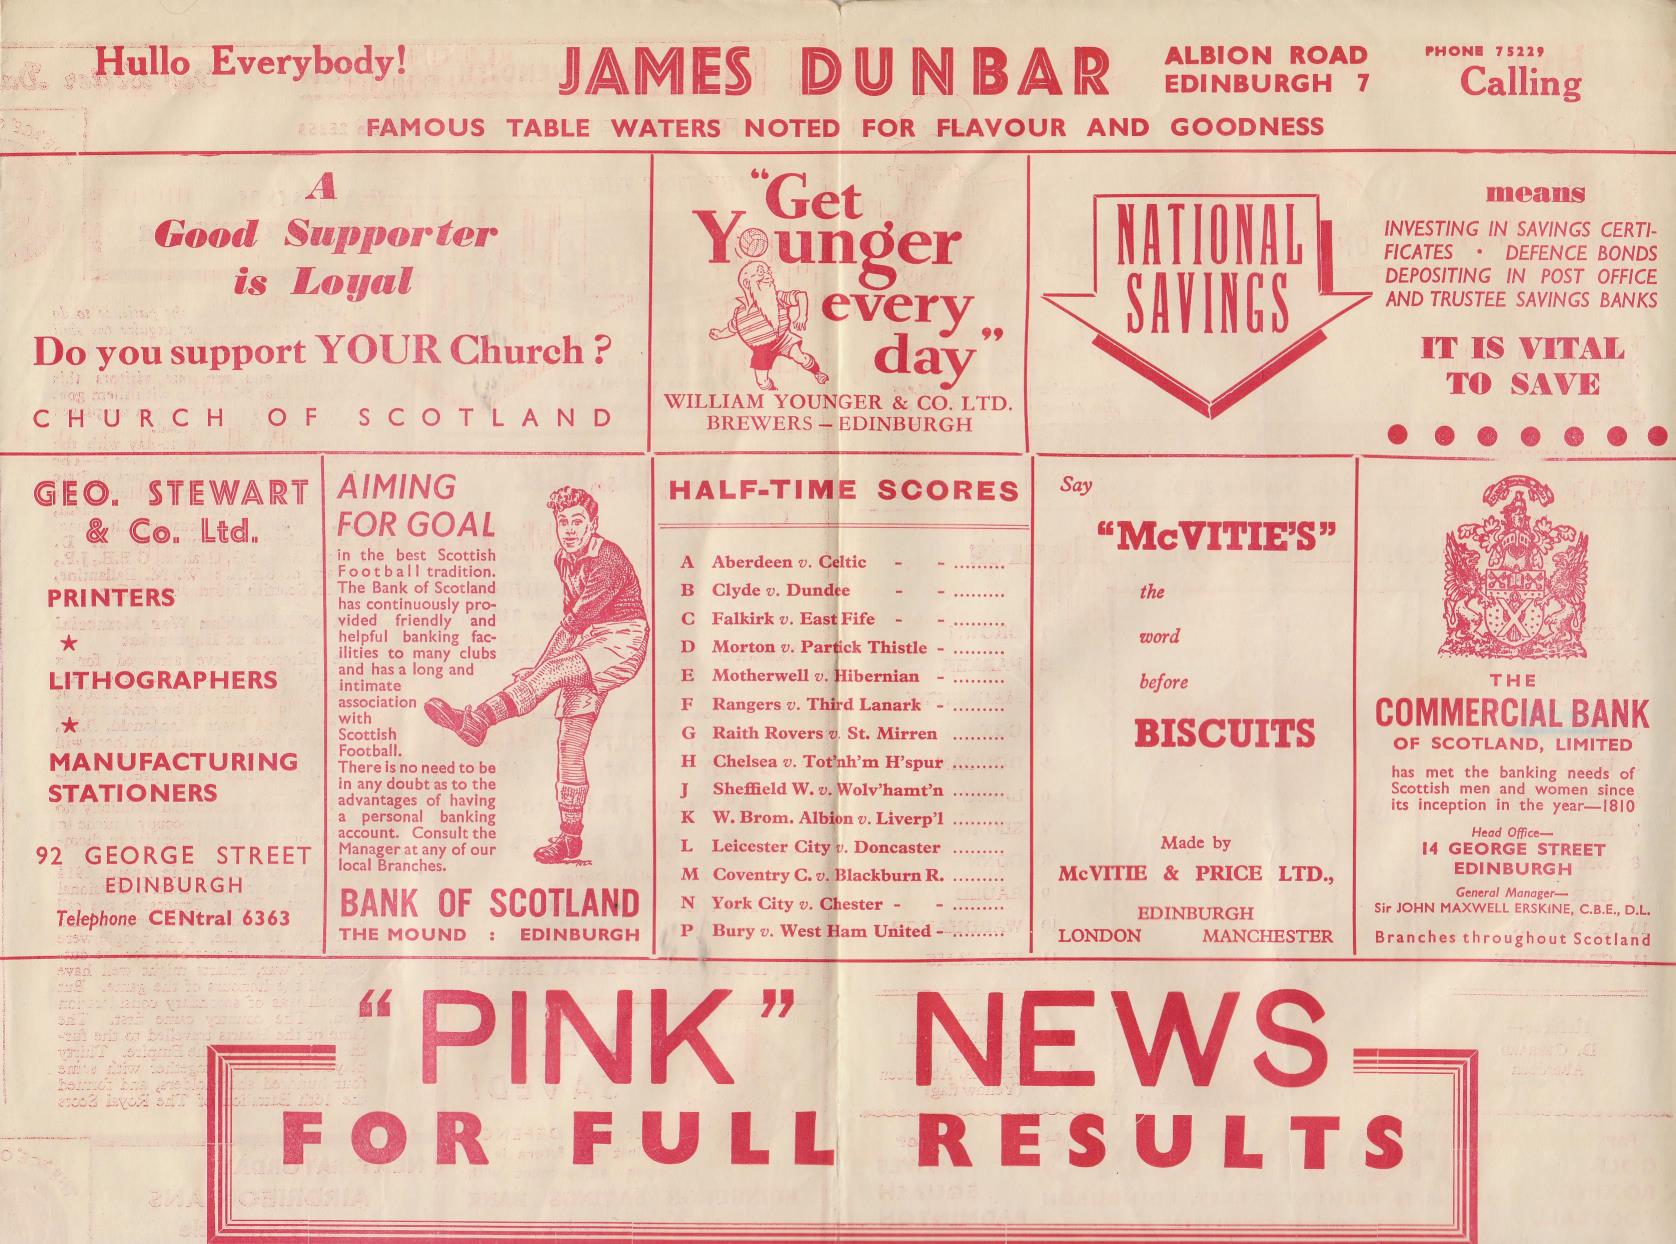 Hullo Everybody!
JAMES DUNBAR
ALBION ROAD
EDINBURGH 7
PHONE 75229
Calling
FAMOUS TABLE WATERS NOTED FOR FLAVOUR AND GOODNESS
A
Good Supporter
is Loyal
Do you support YOUR Church ?
CHURCH OF SCOTLAND
"Get
Younger
every
day"
WILLIAM YOUNGER & CO. LTD.
BREWERS – EDINBURGH
NATIONAL
SAVINGS
means
INVESTING IN SAVINGS CERTI-
FICATES · DEFENCE BONDS
DEPOSITING IN POST OFFICE
AND TRUSTEE SAVINGS BANKS
IT IS VITAL
TO SAVE
GEO. STEWART
& Co. Ltd.
PRINTERS
★
LITHOGRAPHERS
★
MANUFACTURING
STATIONERS
92 GEORGE STREET
EDINBURGH
Telephone CENtral 6363
AIMING
FOR GOAL
in the best Scottish
Football tradition.
The Bank of Scotland
has continuously pro-
vided friendly and
helpful banking fac-
ilities to many clubs
and has a long and
intimate
association
with
Scottish
Football.
There is no need to be
in any doubt as to the
advantages of having
a personal banking
account. Consult the
Manager at any of our
local Branches.
BANK OF SCOTLAND
THE MOUND : EDINBURGH
HALF-TIME SCORES
A Aberdeen v. Celtic - - .........
B Clyde v. Dundee - - .........
C Falkirk v. East Fife - - .........
D Morton v. Partick Thistle - .........
E Motherwell v. Hibernian - .........
F Rangers v. Third Lanark - .........
G Raith Rovers v. St. Mirren .........
H Chelsea v. Tot'nh'm H'spur .........
J Sheffield W. v. Wolv'hamt'n .........
K W. Brom. Albion v. Liverp'l .........
L Leicester City v. Doncaster .........
M Coventry C. v. Blackburn R. .........
N York City v. Chester - - .........
P Bury v. West Ham United - .........
Say
"McVITIE'S"
the
word
before
BISCUITS
Made by
McVITIE & PRICE LTD.,
EDINBURGH
LONDON MANCHESTER
THE
COMMERCIAL BANK
OF SCOTLAND, LIMITED
has met the banking needs of
Scottish men and women since
its inception in the year—1810
Head Office—
14 GEORGE STREET
EDINBURGH
General Manager—
Sir JOHN MAXWELL ERSKINE, C.B.E., D.L.
Branches throughout Scotland
"PINK" NEWS
FOR FULL RESULTS